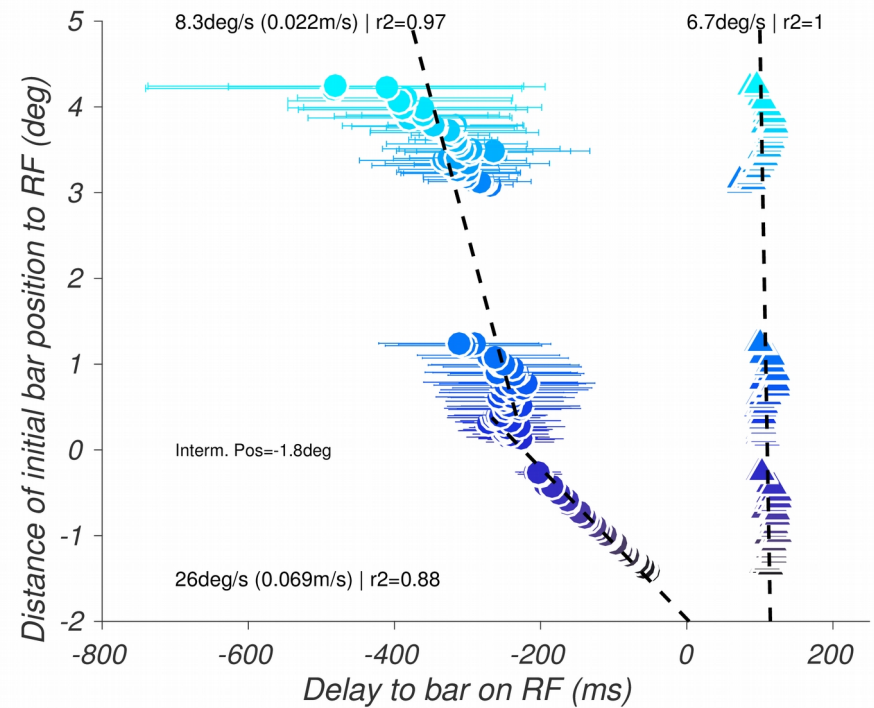 8.3deg/s (0.022m/s) | r2=0.97
6.7deg/s | r2=1
5
4
3
2
1
0
-1
-2
Distance of initial bar position to RF (deg)
Interm. Pos=-1.8deg
26deg/s (0.069m/s) | r2=0.88
-800
-600
-400
-200
0
200
Delay to bar on RF (ms)